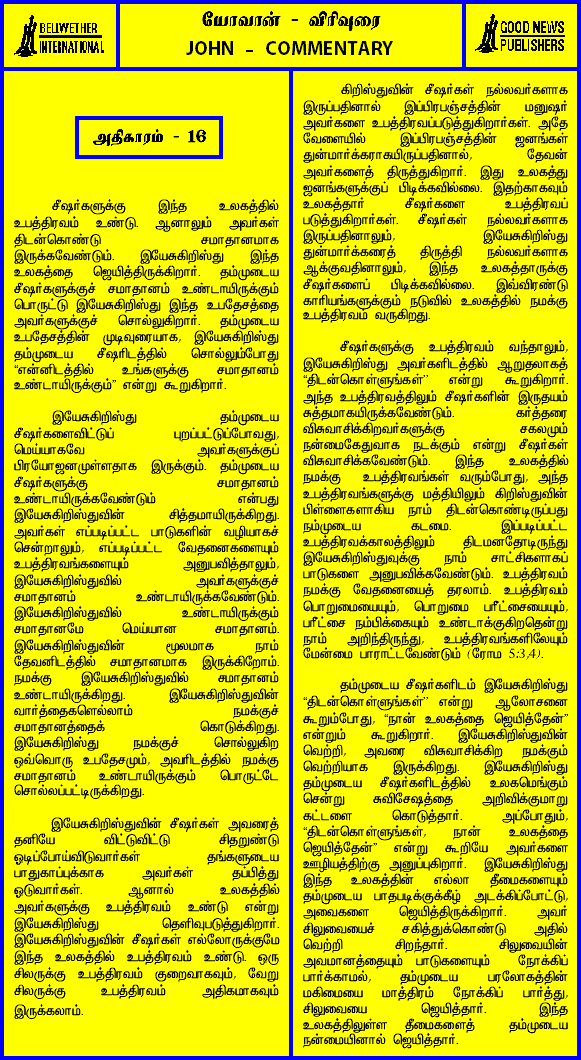 BELWETHER
INTERNATIONAL
யோவான் - விரிவுரை
JOHN - COMMENTARY
GOOD NEWS
PUBLISHERS
அதிகாரம் - 16
சீஷர்களுக்கு இந்த உலகத்தில்
உபத்திரவம் உண்டு. ஆனாலும் அவர்கள்
திடன்கொண்டு சமாதானமாக
இருக்கவேண்டும். இயேசுகிறிஸ்து இந்த
உலகத்தை ஜெயித்திருக்கிறார். தம்முடைய
சீஷர்களுக்குச் சமாதானம் உண்டாயிருக்கும்
பொருட்டு இயேசுகிறிஸ்து இந்த உபதேசத்தை
அவர்களுக்குச் சொல்லுகிறார். தம்முடைய
உபதேசத்தின் முடிவுரையாக, இயேசுகிறிஸ்து
தம்முடைய சீஷரிடத்தில் சொல்லும்போது
"என்னிடத்தில் உங்களுக்கு சமாதானம்
உண்டாயிருக்கும்" என்று கூறுகிறார்.
இயேசுகிறிஸ்து தம்முடைய
சீஷர்களைவிட்டுப் புறப்பட்டுப்போவது,
மெய்யாகவே அவர்களுக்குப்
பிரயோஜனமுள்ளதாக இருக்கும். தம்முடைய
சீஷர்களுக்கு சமாதானம்
உண்டாயிருக்கவேண்டும் என்பது
இயேசுகிறிஸ்துவின் சித்தமாயிருக்கிறது.
அவர்கள் எப்படிப்பட்ட பாடுகளின் வழியாகச்
சென்றாலும், எப்படிப்பட்ட வேதனைகளையும்
உபத்திரவங்களையும் அனுபவித்தாலும்,
இயேசுகிறிஸ்துவில் அவர்களுக்குச்
சமாதானம் உண்டாயிருக்கவேண்டும்.
இயேசுகிறிஸ்துவில் உண்டாயிருக்கும்
சமாதானமே மெய்யான சமாதானம்.
இயேசுகிறிஸ்துவின் மூலமாக நாம்
தேவனிடத்தில் சமாதானமாக இருக்கிறோம்.
நமக்கு இயேசுகிறிஸ்துவில் சமாதானம்
உண்டாயிருக்கிறது. இயேசுகிறிஸ்துவின்
வார்த்தைகளெல்லாம் நமக்குச்
சமாதானத்தைக் கொடுக்கிறது.
இயேசுகிறிஸ்து நமக்குச் சொல்லுகிற
ஒவ்வொரு உபதேசமும், அவரிடத்தில் நமக்கு
சமாதானம் உண்டாயிருக்கும் பொருட்டே
சொல்லப்பட்டிருக்கிறது.
இயேசுகிறிஸ்துவின் சீஷர்கள் அவரைத்
தனியே விட்டுவிட்டு சிதறுண்டு
ஓடிப்போய்விடுவார்கள் தங்களுடைய
பாதுகாப்புக்காக அவர்கள் தப்பித்து
ஓடுவார்கள். ஆனால் உலகத்தில்
அவர்களுக்கு உபத்திரவம் உண்டு என்று
இயேசுகிறிஸ்து தெளிவுபடுத்துகிறார்.
இயேசுகிறிஸ்துவின் சீஷர்கள் எல்லோருக்குமே
இந்த உலகத்தில் உபத்திரவம் உண்டு. ஒரு
சிலருக்கு உபத்திரவம் குறைவாகவும், வேறு
சிலருக்கு உபத்திரவம் அதிகமாகவும்
இருக்கலாம்.
கிறிஸ்துவின் சீஷர்கள் நல்லவர்களாக
இருப்பதினால் இப்பிரபஞ்சத்தின் மனுஷர்
அவர்களை உபத்திரவப்படுத்துகிறார்கள். அதே
வேளையில் இப்பிரபஞ்சத்தின் ஜனங்கள்
துன்மார்க்கராகயிருப்பதினால், தேவன்
அவர்களைத் திருத்துகிறார். இது உலகத்து
ஜனங்களுக்குப் பிடிக்கவில்லை. இதற்காகவும்
உலகத்தார் சீஷர்களை உபத்திரவப்
படுத்துகிறார்கள். சீஷர்கள் நல்லவர்களாக
இருப்பதினாலும், இயேசுகிறிஸ்து
துன்மார்க்கரைத் திருத்தி நல்லவர்களாக
ஆக்குவதினாலும், இந்த உலகத்தாருக்கு
சீஷர்களைப் பிடிக்கவில்லை. இவ்விரண்டு
காரியங்களுக்கும் நடுவில் உலகத்தில் நமக்கு
உபத்திரவம் வருகிறது.
சீஷர்களுக்கு உபத்திரவம் வந்தாலும்,
இயேசுகிறிஸ்து அவர்களிடத்தில் ஆறுதலாகத்
"திடன்கொள்ளுங்கள்" என்று கூறுகிறார்.
அந்த உபத்திரவத்திலும் சீஷர்களின் இருதயம்
சுத்தமாகயிருக்கவேண்டும். கர்த்தரை
விசுவாசிக்கிறவர்களுக்கு சகலமும்
நன்மைகேதுவாக நடக்கும் என்று சீஷர்கள்
விசுவாசிக்கவேண்டும். இந்த உலகத்தில்
நமக்கு உபத்திரவங்கள் வரும்போது, அந்த
உபத்திரவங்களுக்கு மத்தியிலும் கிறிஸ்துவின்
பிள்ளைகளாகிய நாம் திடன்கொண்டிருப்பது
நம்முடைய கடமை. இப்படிப்பட்ட
உபத்திரவக்காலத்திலும் திடமனதோடிருந்து
இயேசுகிறிஸ்துவுக்கு நாம் சாட்சிகளாகப்
பாடுகளை அனுபவிக்கவேண்டும். உபத்திரவம்
நமக்கு வேதனையைத் தரலாம். உபத்திரவம்
பொறுமையையும், பொறுமை பரீட்சையையும்,
பரீட்சை நம்பிக்கையும் உண்டாக்குகிறதென்று
நாம் அறிந்திருந்து, உபத்திரவங்களிலேயும்
மேன்மை பாராட்டவேண்டும் (ரோம 5:3,4).
தம்முடைய சீஷர்களிடம் இயேசுகிறிஸ்து
"திடன்கொள்ளுங்கள்" என்று ஆலோசனை
கூறும்போது, "நான் உலகத்தை ஜெயித்தேன்"
என்றும் கூறுகிறார். இயேசுகிறிஸ்துவின்
வெற்றி, அவரை விசுவாசிக்கிற நமக்கும்
வெற்றியாக இருக்கிறது. இயேசுகிறிஸ்து
தம்முடைய சீஷர்களிடத்தில் உலகமெங்கும்
சென்று சுவிசேஷத்தை அறிவிக்குமாறு
கட்டளை கொடுத்தார். அப்போதும்,
"திடன்கொள்ளுங்கள், நான் உலகத்தை
ஜெயித்தேன்" என்று கூறியே அவர்களை
ஊழியத்திற்கு அனுப்புகிறார். இயேசுகிறிஸ்து
இந்த உலகத்தின் எல்லா தீமைகளையும்
தம்முடைய பாதபடிக்குக்கீழ் அடக்கிப்போட்டு,
அவைகளை ஜெயித்திருக்கிறார். அவர்
சிலுவையைச் சகித்துக்கொண்டு அதில்
வெற்றி சிறந்தார். சிலுவையின்
அவமானத்தையும் பாடுகளையும் நோக்கிப்
பார்க்காமல், தம்முடைய பரலோகத்தின்
மகிமையை மாத்திரம் நோக்கிப் பார்த்து,
சிலுவையை ஜெயித்தார். இந்த
உலகத்திலுள்ள தீமைகளைத் தம்முடைய
நன்மையினால் ஜெயித்தார்.